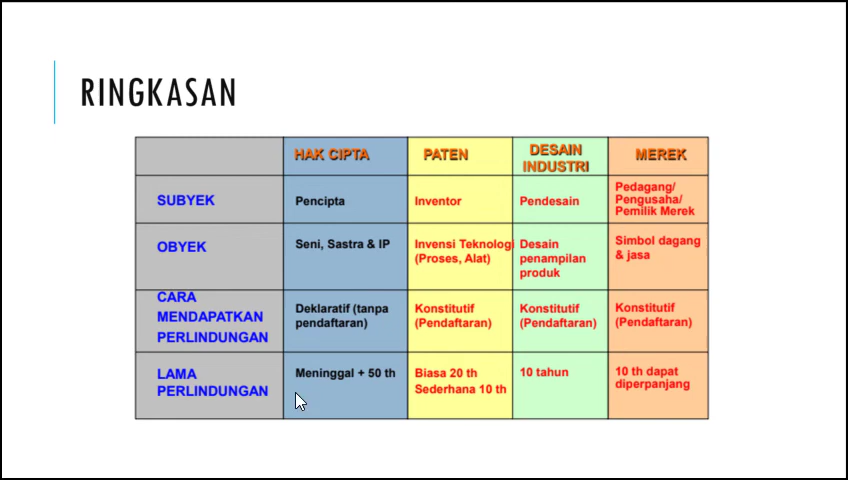 RINGKASAN
HAK CIPTA
PATEN
DESAIN
INDUSTRI
MEREK
SUBYEK
Pencipta
Inventor
Pendesain
Pedagang/
Pengusaha/
Pemilik Merek
OBYEK
Seni, Sastra & IP
Invensi Teknologi
(Proses, Alat)
Desain
penampilan
produk
Simbol dagang
& jasa
CARA
MENDAPATKAN
PERLINDUNGAN
Deklaratif (tanpa
pendaftaran)
Konstitutif
(Pendaftaran)
Konstitutif
(Pendaftaran)
Konstitutif
(Pendaftaran)
LAMA
PERLINDUNGAN
Meninggal + 50 th
Biasa 20 th
Sederhana 10 th
10 tahun
10 th dapat
diperpanjang